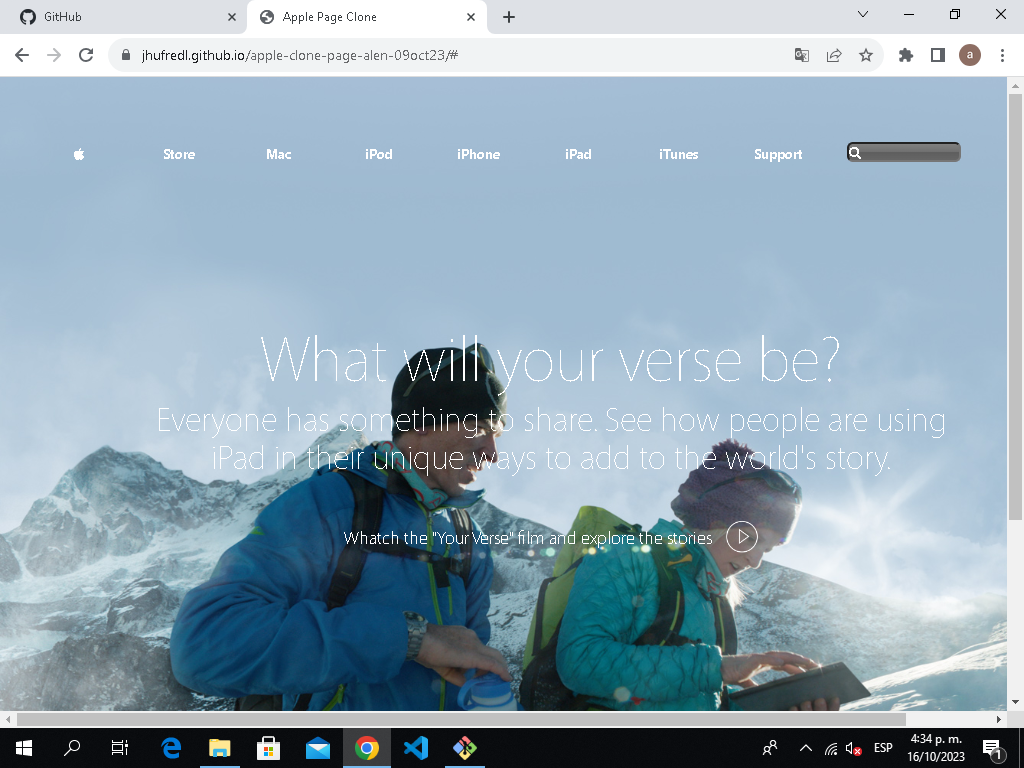 GitHub
Apple Page Clone
jhufredl.github.io/apple-clone-page-alen-09oct23/#
a
Store Mac iPod iPhone iPad iTunes Support
What will your verse be?
Everyone has something to share. See how people are using
iPad in their unique ways to add to the world's story.
Whatch the "Your Verse" film and explore the stories
ESP
4:34 p. m.
16/10/2023
1